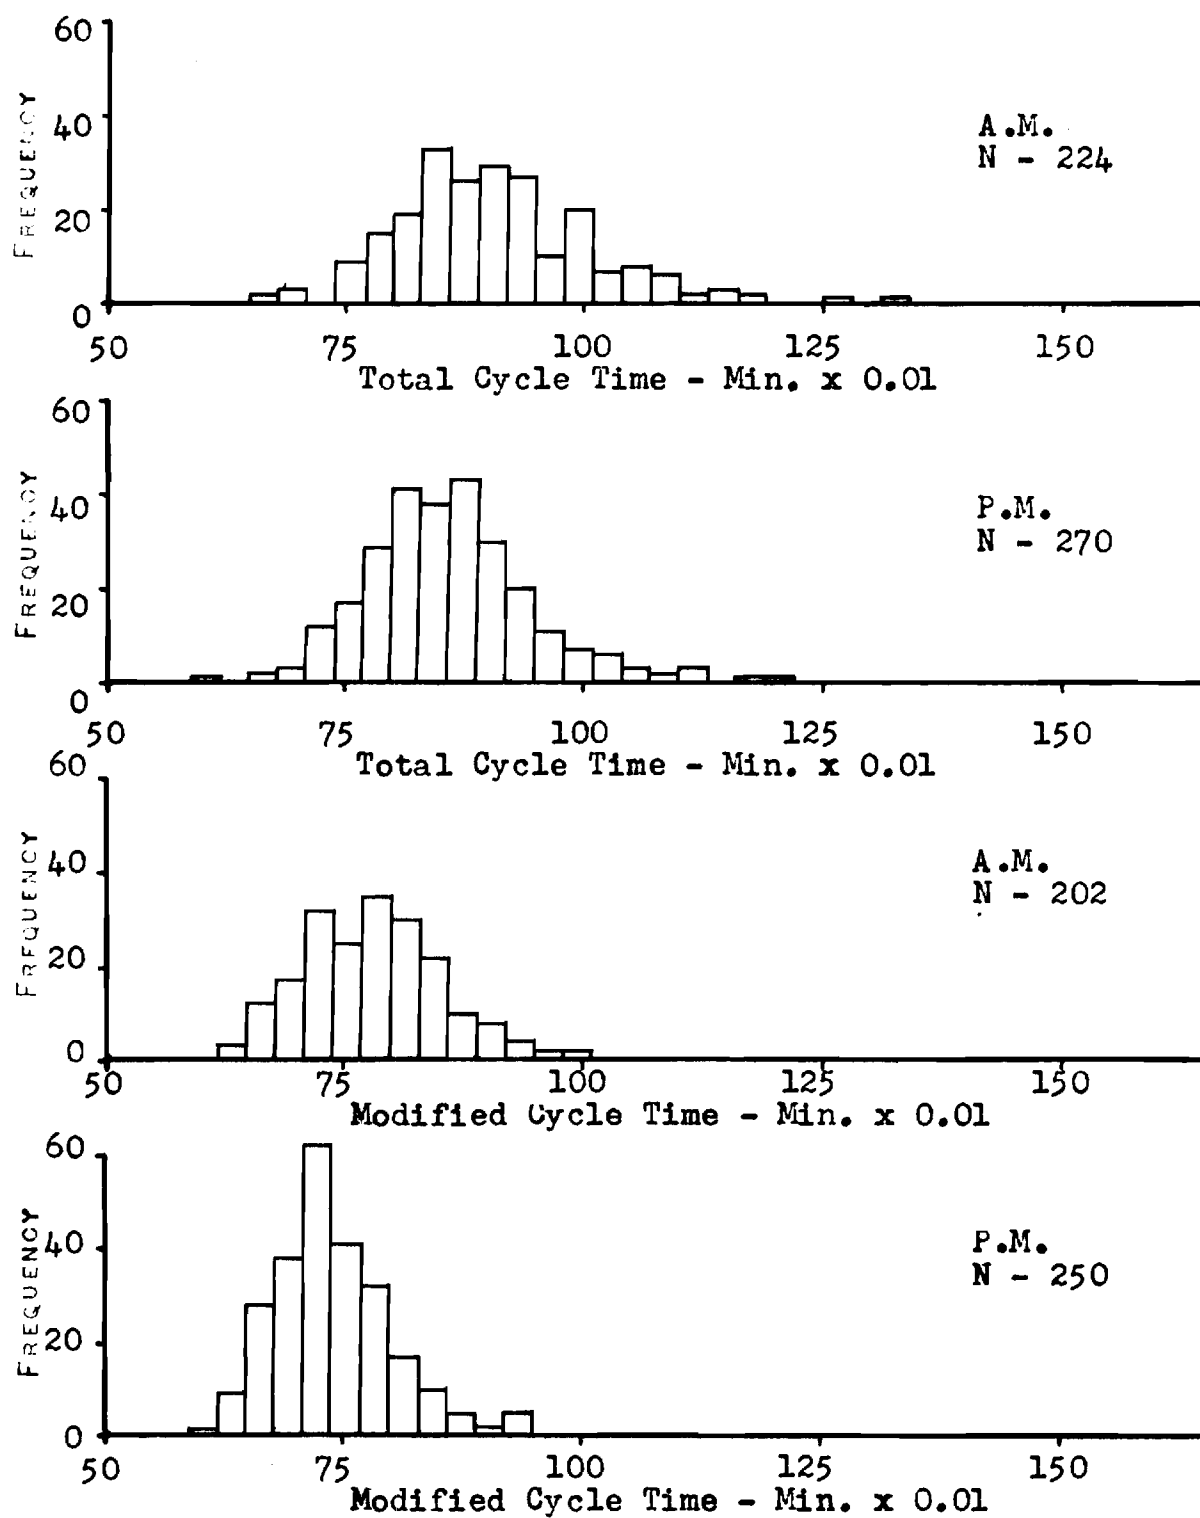 60
40
20
0
FREQUENCY
A.M.
N - 224
50 75 100 125 150
Total Cycle Time - Min. x 0.01
60
40
20
0
FREQUENCY
P.M.
N - 270
50 75 100 125 150
Total Cycle Time - Min. x 0.01
60
40
20
0
FREQUENCY
A.M.
N - 202
50 75 100 125 150
Modified Cycle Time - Min. x 0.01
60
40
20
0
FREQUENCY
P.M.
N - 250
50 75 100 125 150
Modified Cycle Time - Min. x 0.01